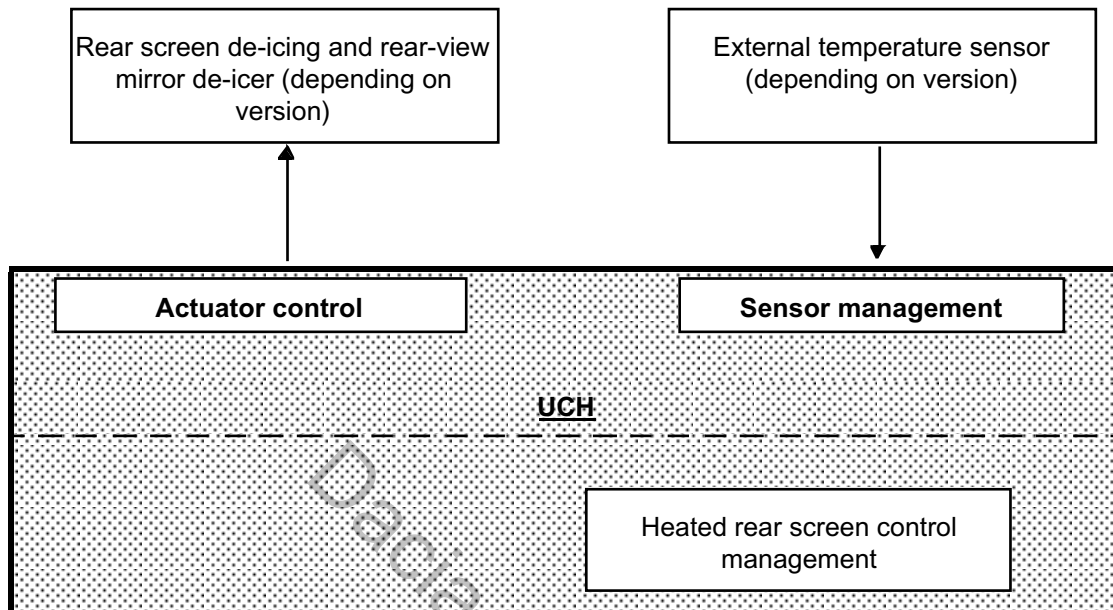 Rear screen de-icing and rear-view
mirror de-icer (depending on
version)
External temperature sensor
(depending on version)
Actuator control
Sensor management
UCH
Dacia
Heated rear screen control
management